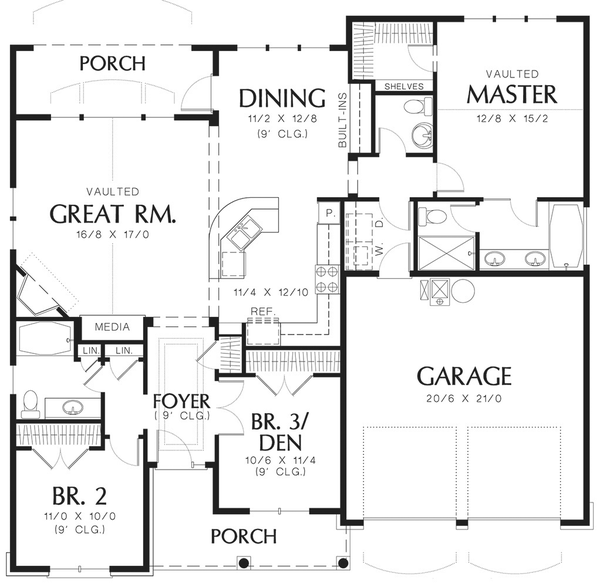 PORCH
DINING
11/2 X 12/8
(9' CLG.)
BUILT-INS
SHELVES
VAULTED
MASTER
12/8 X 15/2
VAULTED
GREAT RM.
16/8 X 17/0
P.
W. D.
11/4 X 12/10
REF.
MEDIA
LIN.
LIN.
FOYER
(9' CLG.)
BR. 3/
DEN
10/6 X 11/4
(9' CLG.)
GARAGE
20/6 X 21/0
BR. 2
11/0 X 10/0
(9' CLG.)
PORCH